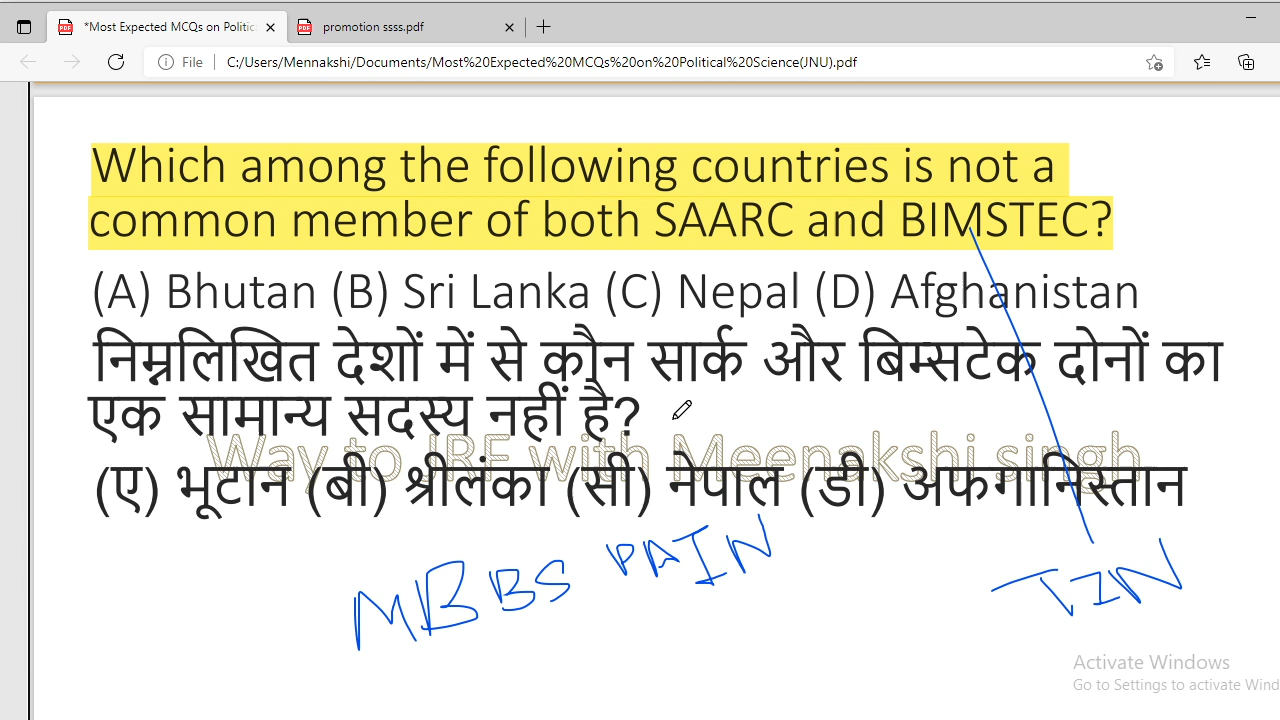 *Most Expected MCQs on Politic
promotion ssss.pdf
File
C:/Users/Mennakshi/Documents/Most%20Expected%20MCQs%20on%20Political%20Science(JNU).pdf
Which among the following countries is not a
common member of both SAARC and BIMSTEC?
(A) Bhutan (B) Sri Lanka (C) Nepal (D) Afghanistan
निम्नलिखित देशों में से कौन सार्क और बिम्सटेक दोनों का
एक सामान्य सदस्य नहीं है?
Way to JRF with Meenakshi singh
(ए) भूटान (बी) श्रीलंका (सी) नेपाल (डी) अफगानिस्तान
MBBS PAIN
TIN
Activate Windows
Go to Settings to activate Wind